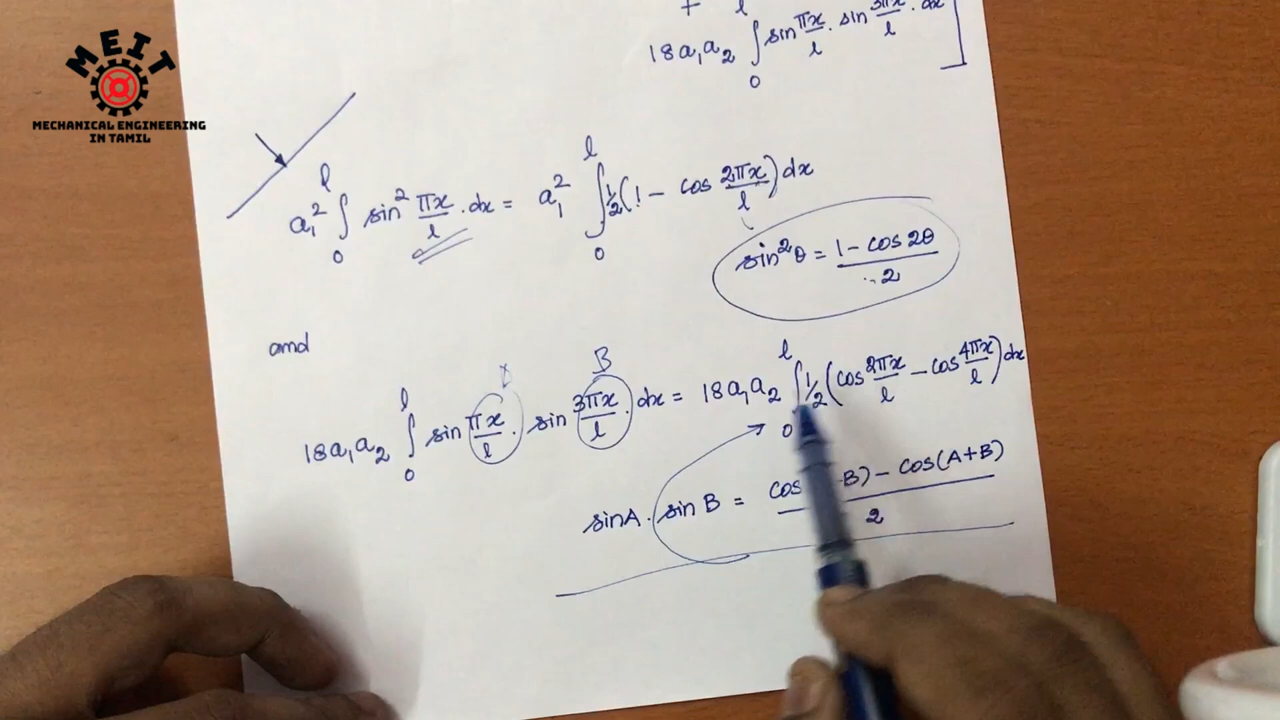 MEIT
MECHANICAL ENGINEERING
IN TAMIL
+
18a₁a₂ ∫₀ˡ sin πx/l . sin 3πx/l . dx ]
a₁² ∫₀ˡ sin² πx/l . dx = a₁² ∫₀ˡ ½(1 − cos 2πx/l) dx
sin²θ = (1 − cos 2θ)/2
and
B
18a₁a₂ ∫₀ˡ sin πx/l . sin 3πx/l . dx = 18a₁a₂ ∫₀ˡ ½(cos 2πx/l − cos 4πx/l) dx
sinA . sin B = cos B) − cos(A+B) / 2